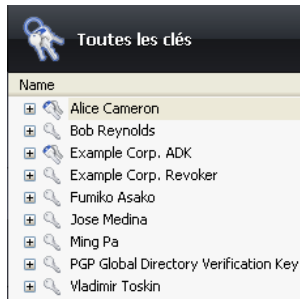 Toutes les clés
Name
Alice Cameron
Bob Reynolds
Example Corp. ADK
Example Corp. Revoker
Fumiko Asako
Jose Medina
Ming Pa
PGP Global Directory Verification Key
Vladimir Toskin